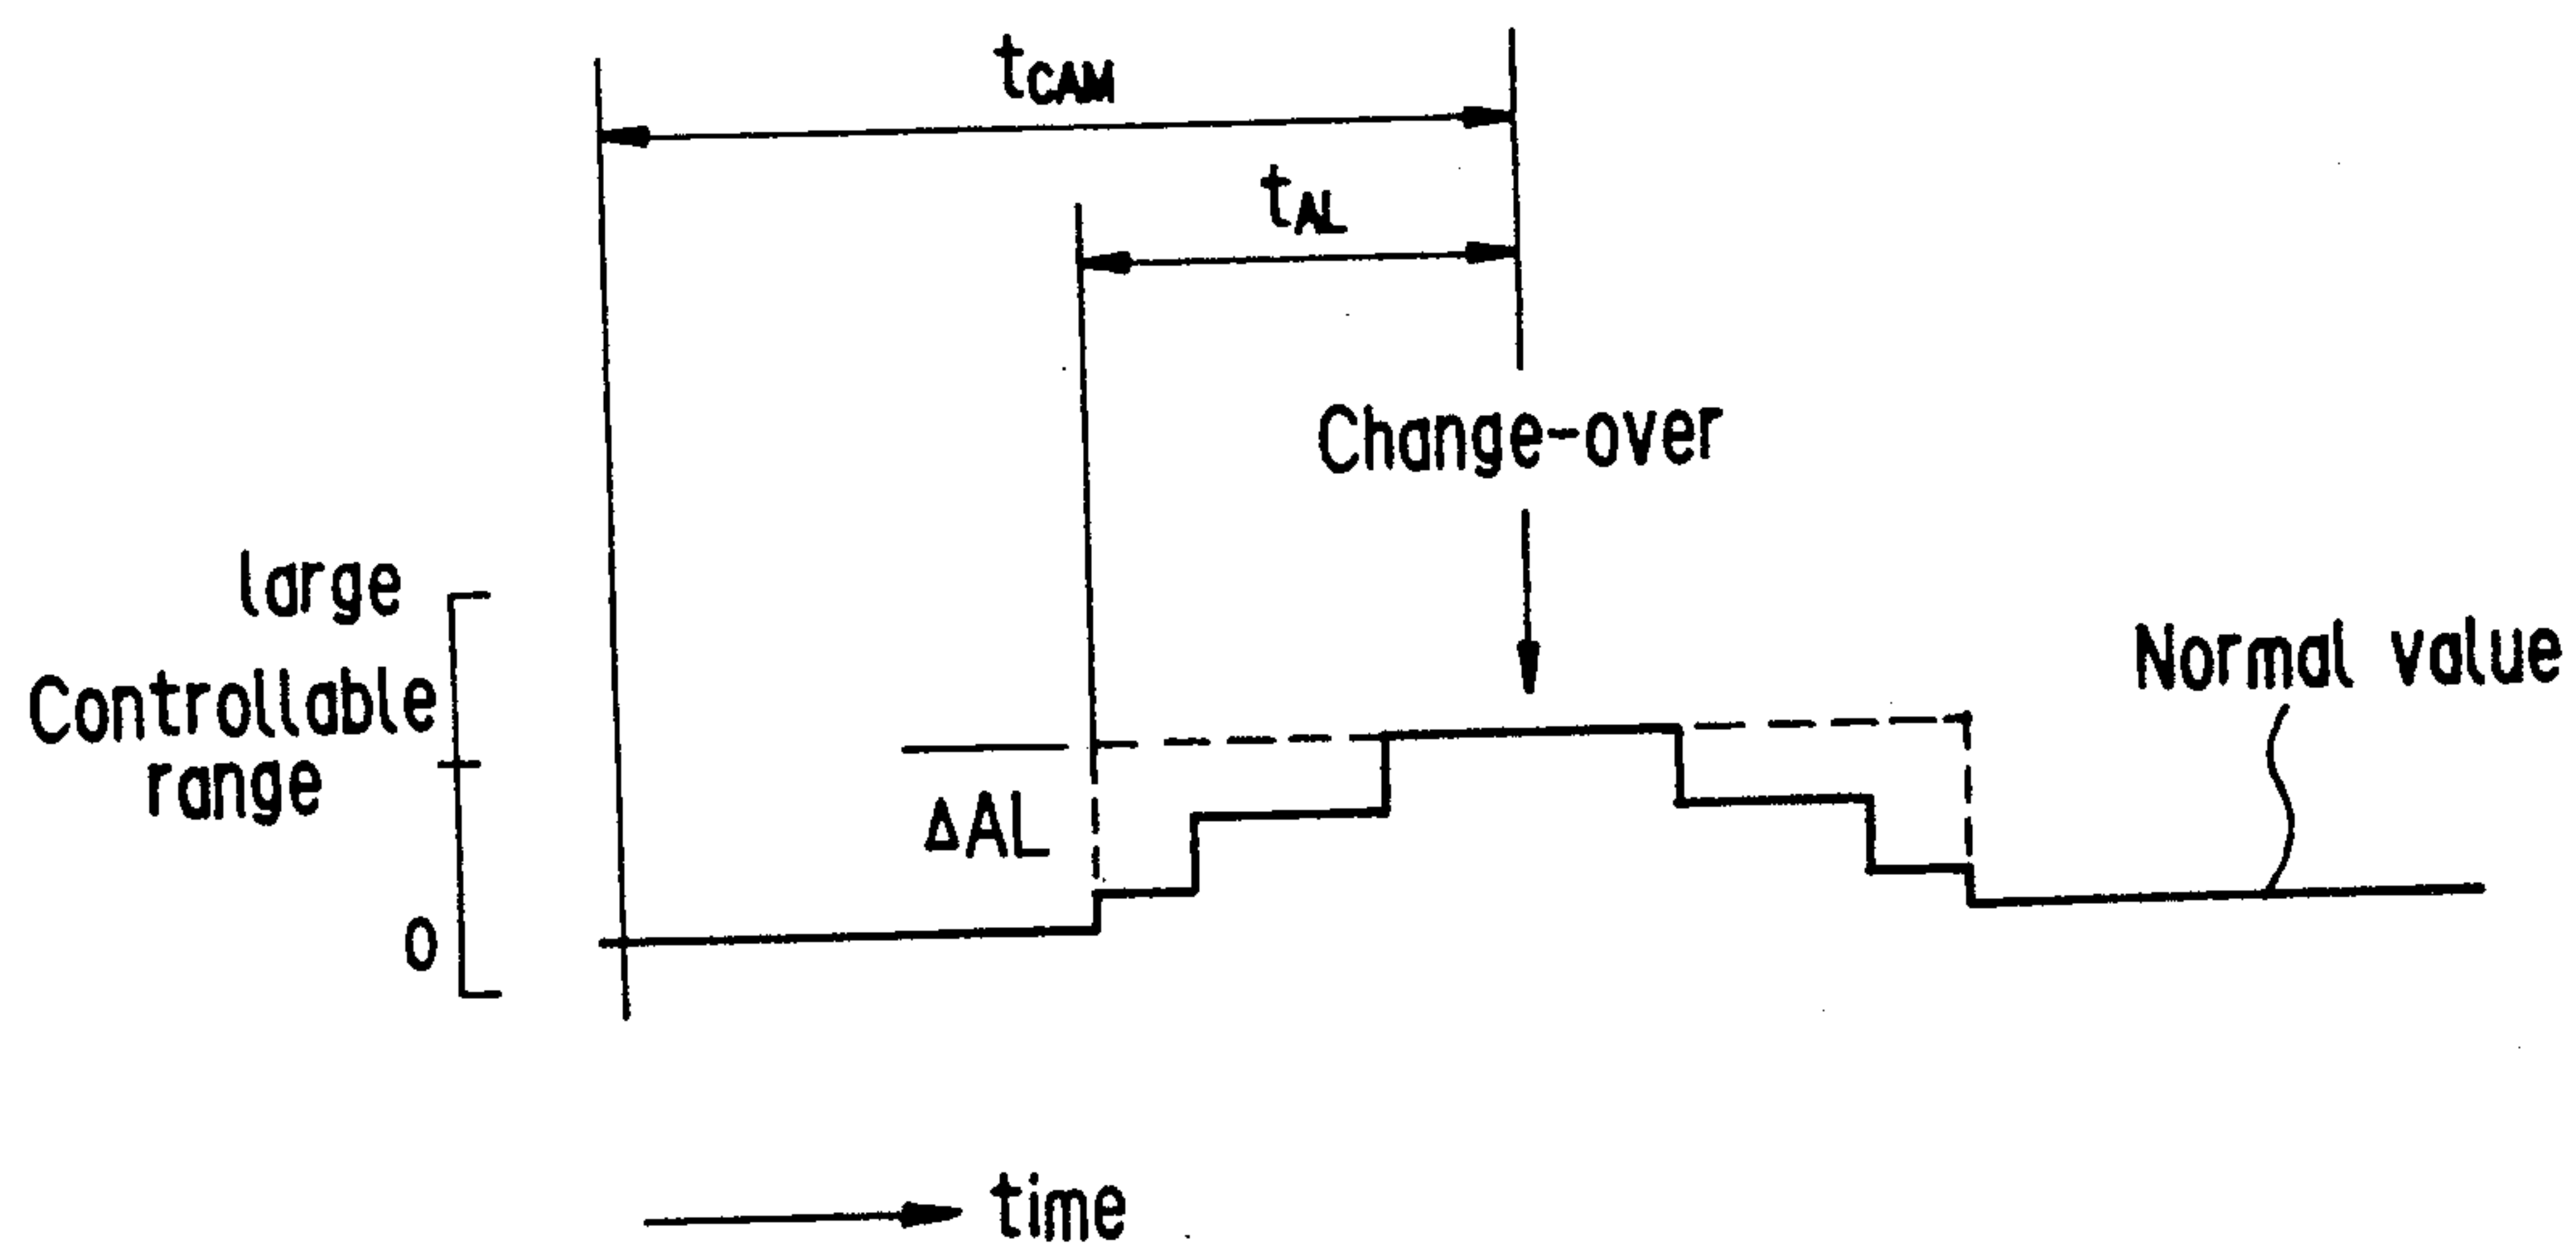 tCAM
tAL
Change-over
large
Controllable
range
Normal value
ΔAL
0
time